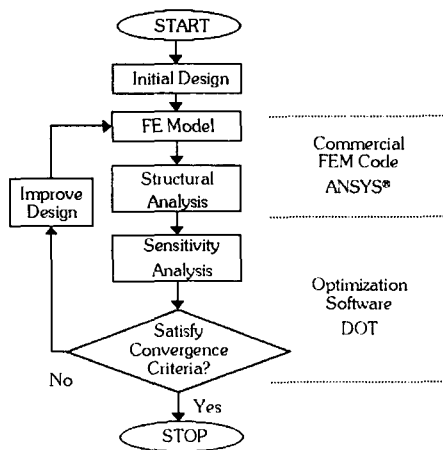 START
Initial Design
FE Model
Structural
Analysis
Improve
Design
Sensitivity
Analysis
Satisfy
Convergence
Criteria?
No
Yes
STOP
Commercial
FEM Code
ANSYS®
Optimization
Software
DOT